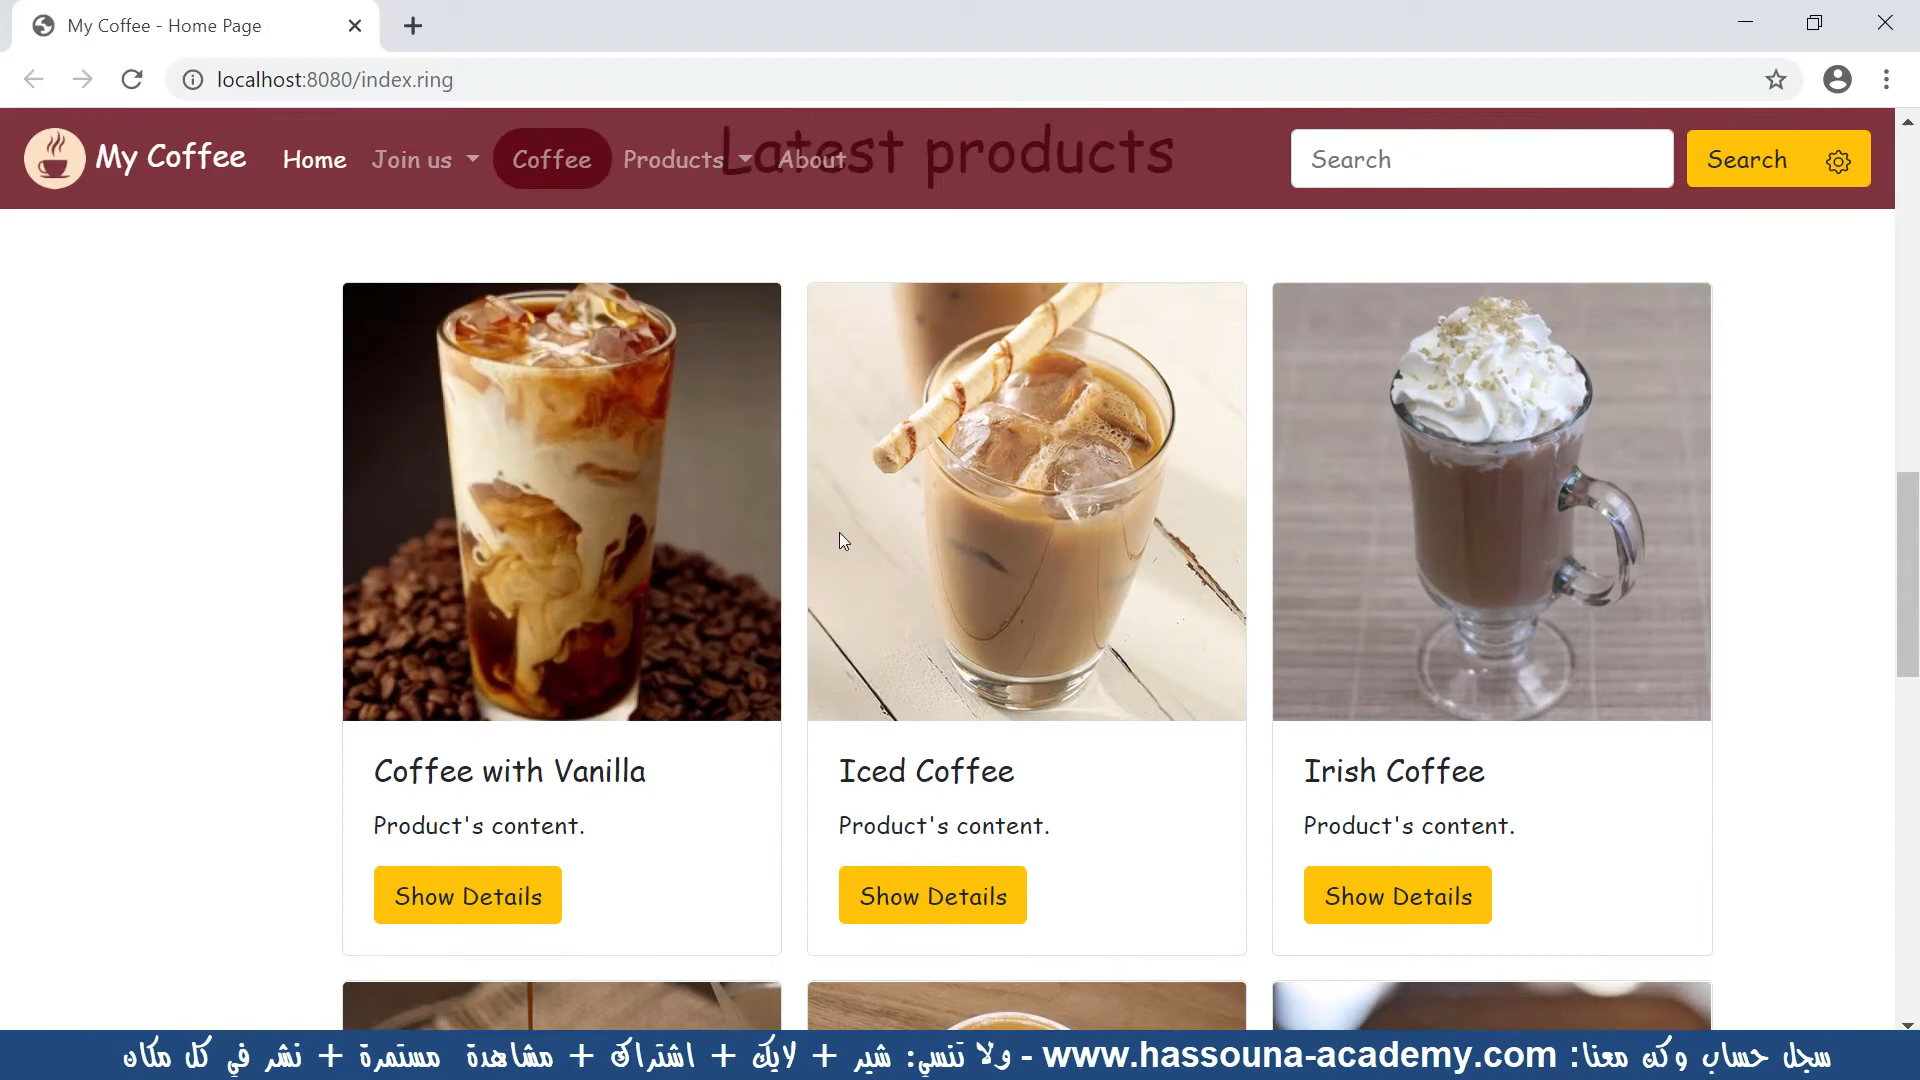 My Coffee - Home Page
localhost:8080/index.ring
My Coffee Home Join us Coffee Products About Search Search
Latest products
Coffee with Vanilla
Product's content.
Show Details
Iced Coffee
Product's content.
Show Details
Irish Coffee
Product's content.
Show Details
سجل حساب وكن معنا: www.hassouna-academy.com - ولا تنسي: شير + لايك + اشتراك + مشاهدة مستمرة + نشر في كل مكان